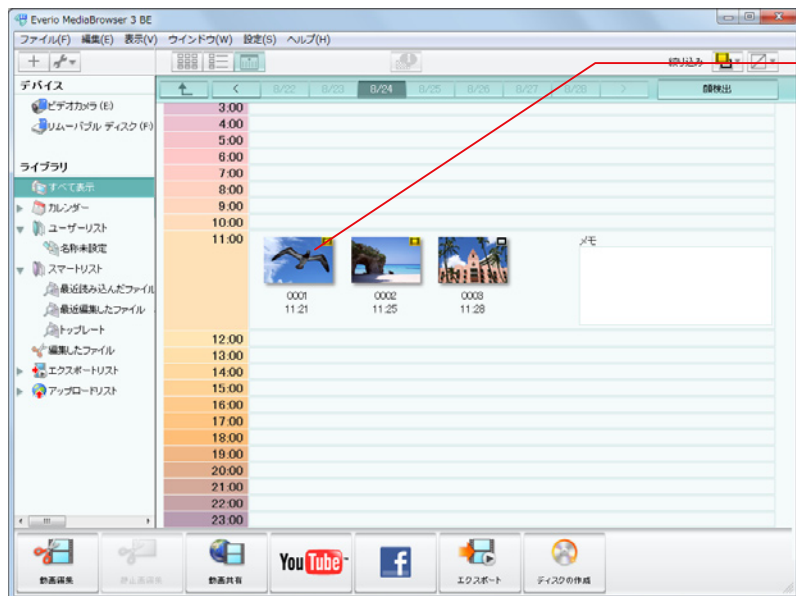 Everio MediaBrowser 3 BE
ファイル(F) 編集(E) 表示(V) ウインドウ(W) 設定(S) ヘルプ(H)
絞り込み
デバイス
ビデオカメラ (E)
リムーバブル ディスク (F)
ライブラリ
すべて表示
カレンダー
ユーザーリスト
名称未設定
スマートリスト
最近読み込んだファイル
最近編集したファイル
トップレート
編集したファイル
エクスポートリスト
アップロードリスト
< 8/22 8/23 8/24 8/25 8/26 8/27 8/28 >
顔検出
3:00
4:00
5:00
6:00
7:00
8:00
9:00
10:00
11:00
0001
11:21
0002
11:25
0003
11:28
メモ
12:00
13:00
14:00
15:00
16:00
17:00
18:00
19:00
20:00
21:00
22:00
23:00
動画編集
静止画編集
動画共有
YouTube
f
エクスポート
ディスクの作成